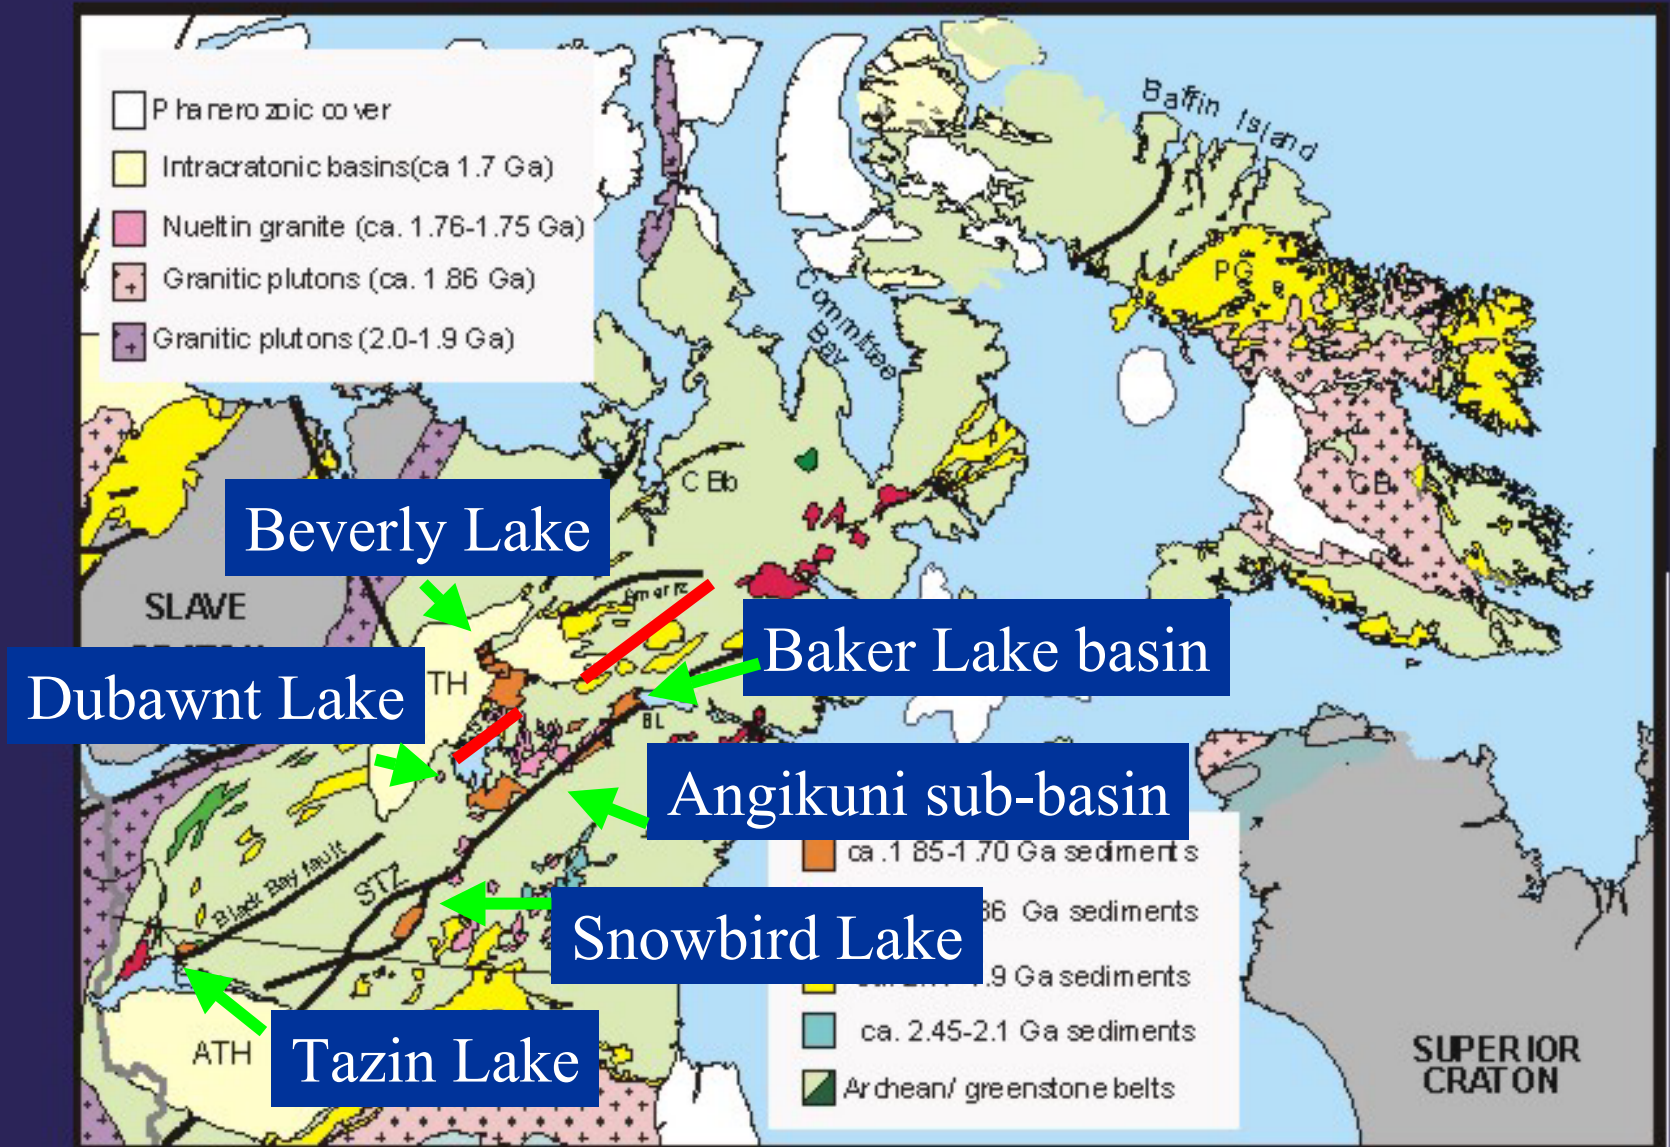 Phanerozoic cover
Intracratonic basins(ca 1.7 Ga)
Nueltin granite (ca. 1.76-1.75 Ga)
Granitic plutons (ca. 1.86 Ga)
Granitic plutons (2.0-1.9 Ga)
Baffin Island
Committee
Bay
PG
CB
Beverly Lake
SLAVE
Amer fz
Baker Lake basin
Dubawnt Lake
TH
BL
Angikuni sub-basin
ca.1 85-1.70 Ga sediments
Black Bay fault
STZ
86 Ga sediments
Snowbird Lake
.9 Ga sediments
ca. 2.45-2.1 Ga sediments
ATH
Tazin Lake
Archean/ greenstone belts
SUPERIOR
CRATON